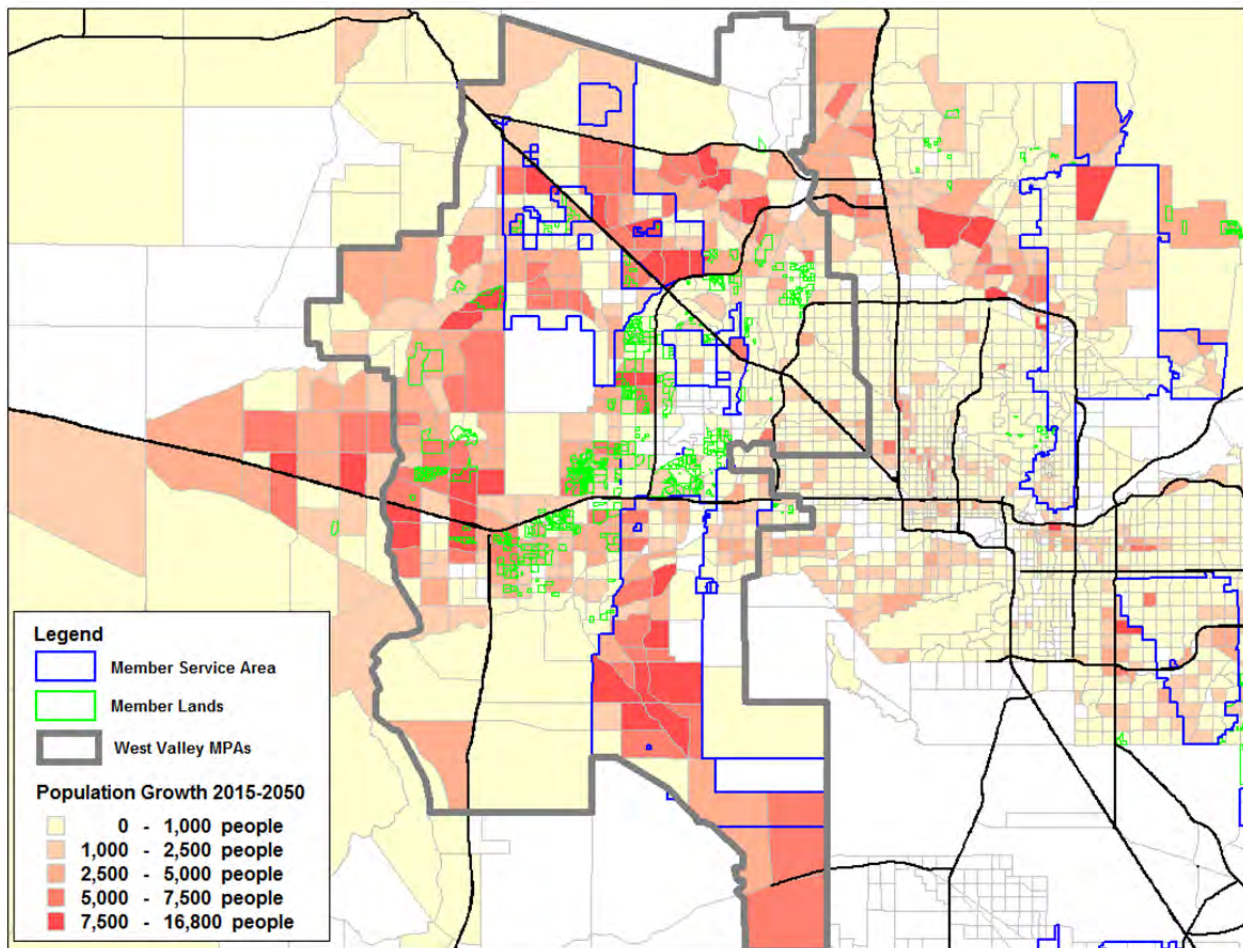 Legend
Member Service Area
Member Lands
West Valley MPAs
Population Growth 2015-2050
0 - 1,000 people
1,000 - 2,500 people
2,500 - 5,000 people
5,000 - 7,500 people
7,500 - 16,800 people